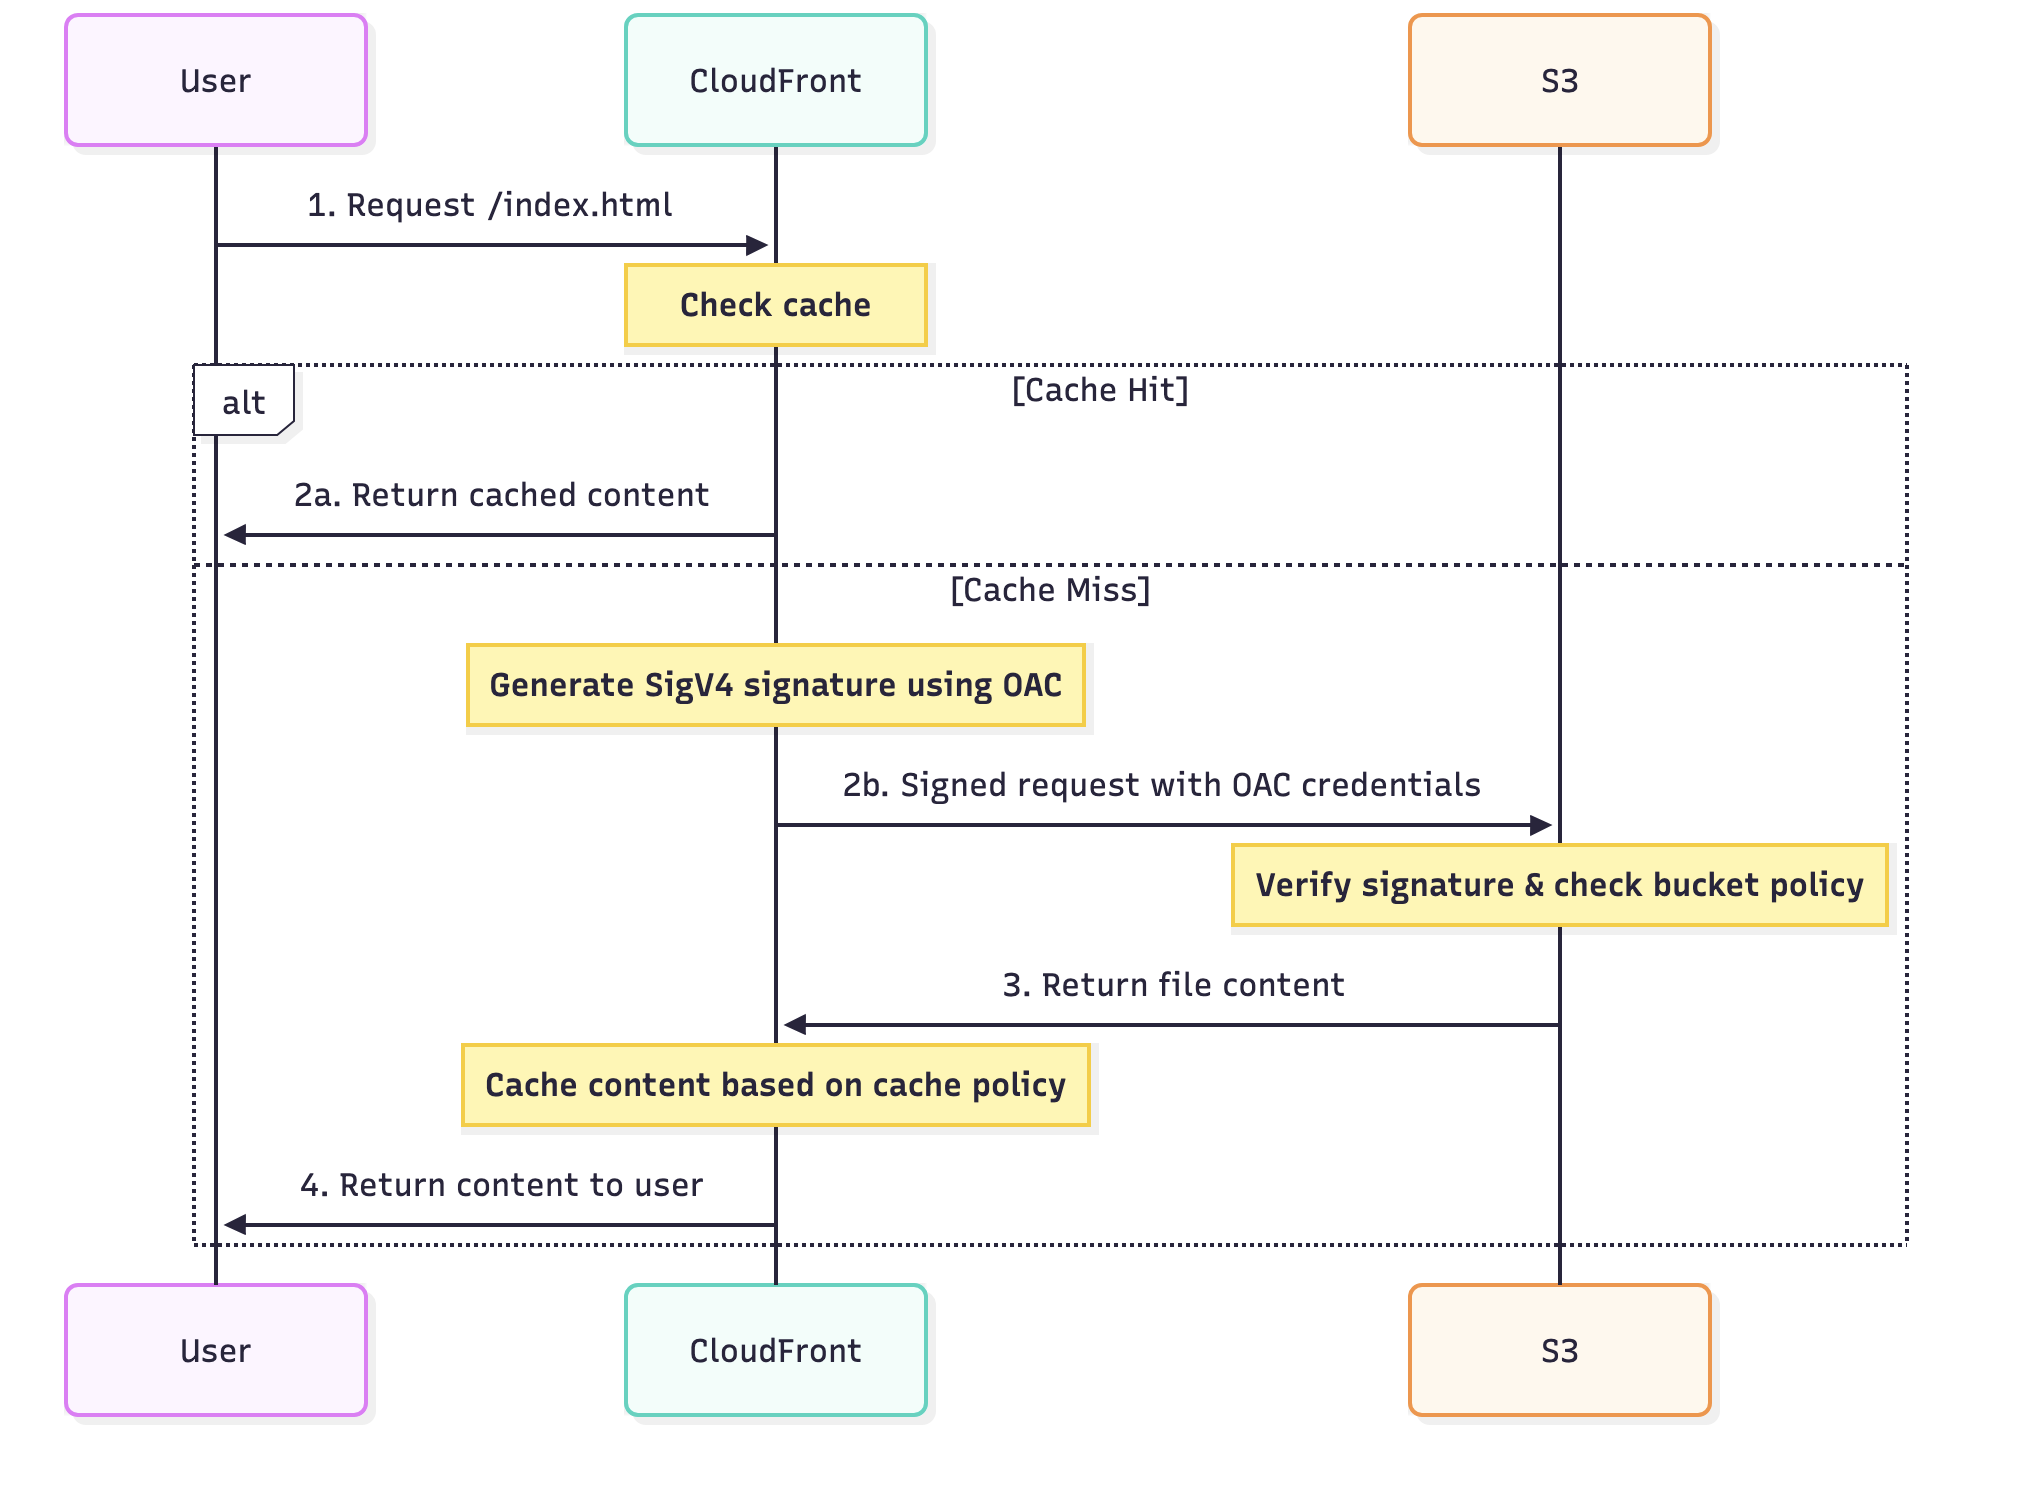 User
CloudFront
S3
1. Request /index.html
Check cache
alt
[Cache Hit]
2a. Return cached content
[Cache Miss]
Generate SigV4 signature using OAC
2b. Signed request with OAC credentials
Verify signature & check bucket policy
3. Return file content
Cache content based on cache policy
4. Return content to user
User
CloudFront
S3